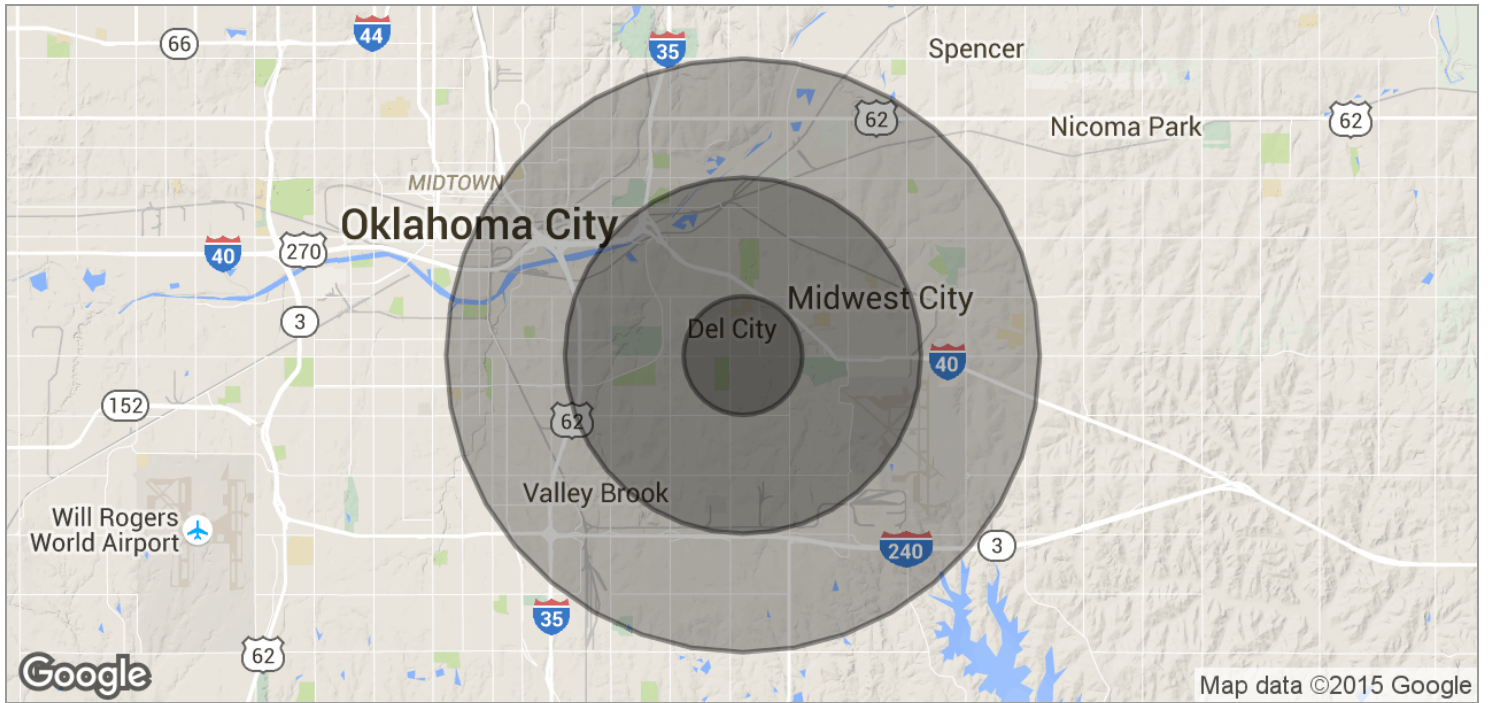 66
44
35
Spencer
62
Nicoma Park
62
MIDTOWN
Oklahoma City
40
270
Midwest City
3
Del City
40
152
62
Valley Brook
Will Rogers
World Airport
240
3
35
62
Google
Map data ©2015 Google